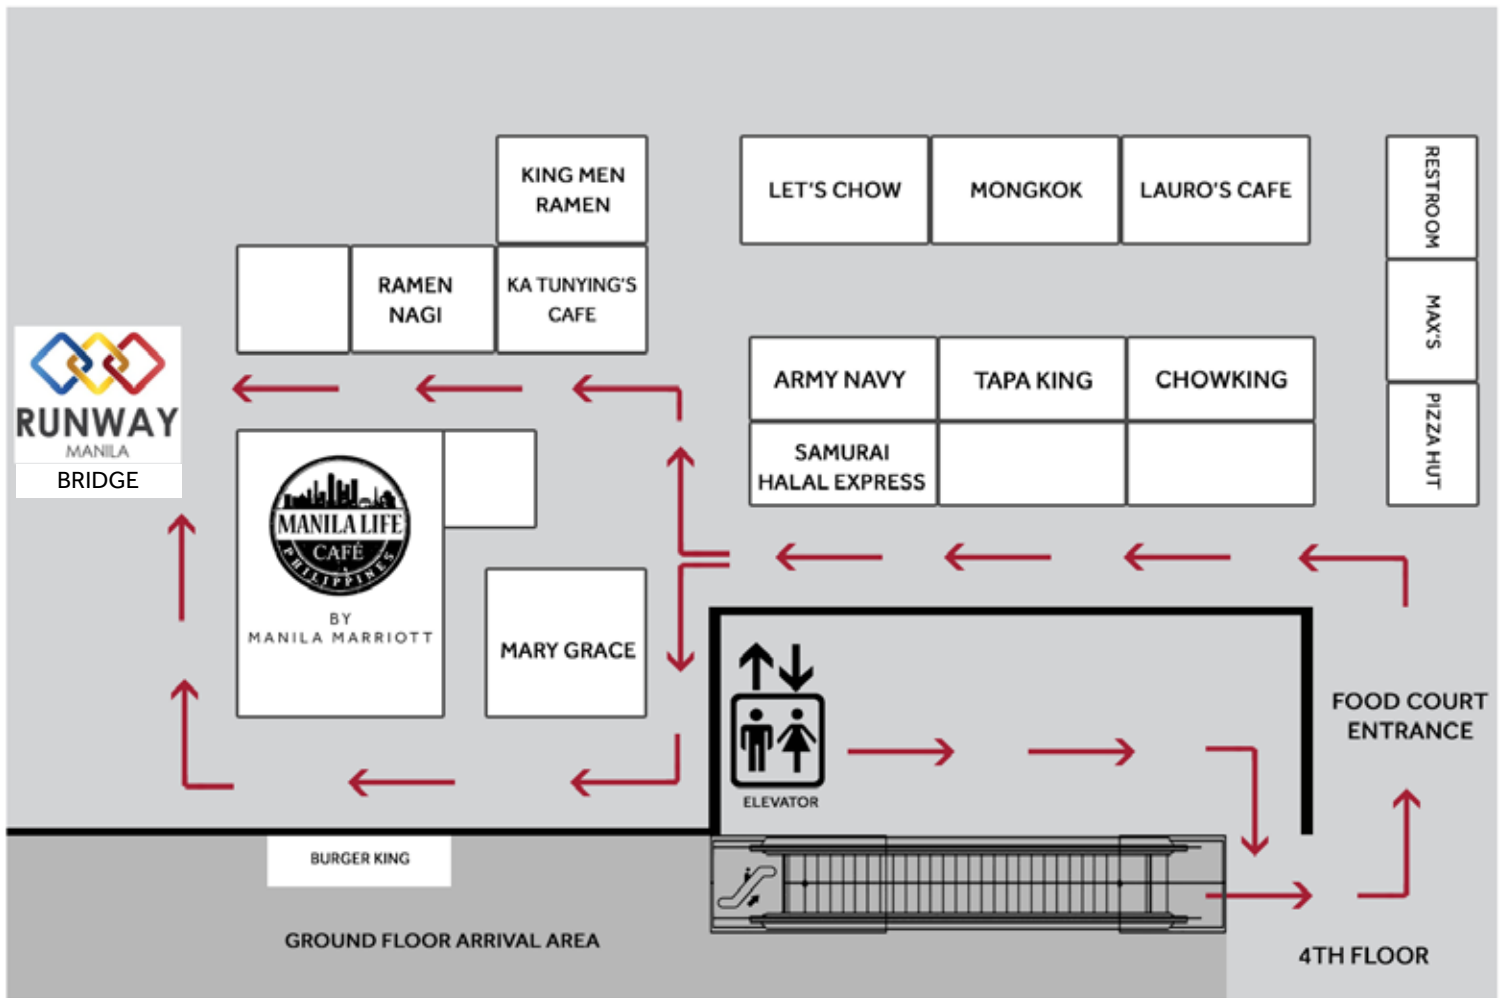 KING MEN
RAMEN
LET'S CHOW
MONGKOK
LAURO'S CAFE
RESTROOM
RAMEN
NAGI
KA TUNYING'S
CAFE
MAX'S
RUNWAY
MANILA
BRIDGE
ARMY NAVY
TAPA KING
CHOWKING
PIZZA HUT
SAMURAI
HALAL EXPRESS
MANILA LIFE
CAFÉ
PHILIPPINES
BY
MANILA MARRIOTT
MARY GRACE
FOOD COURT
ENTRANCE
ELEVATOR
BURGER KING
GROUND FLOOR ARRIVAL AREA
4TH FLOOR